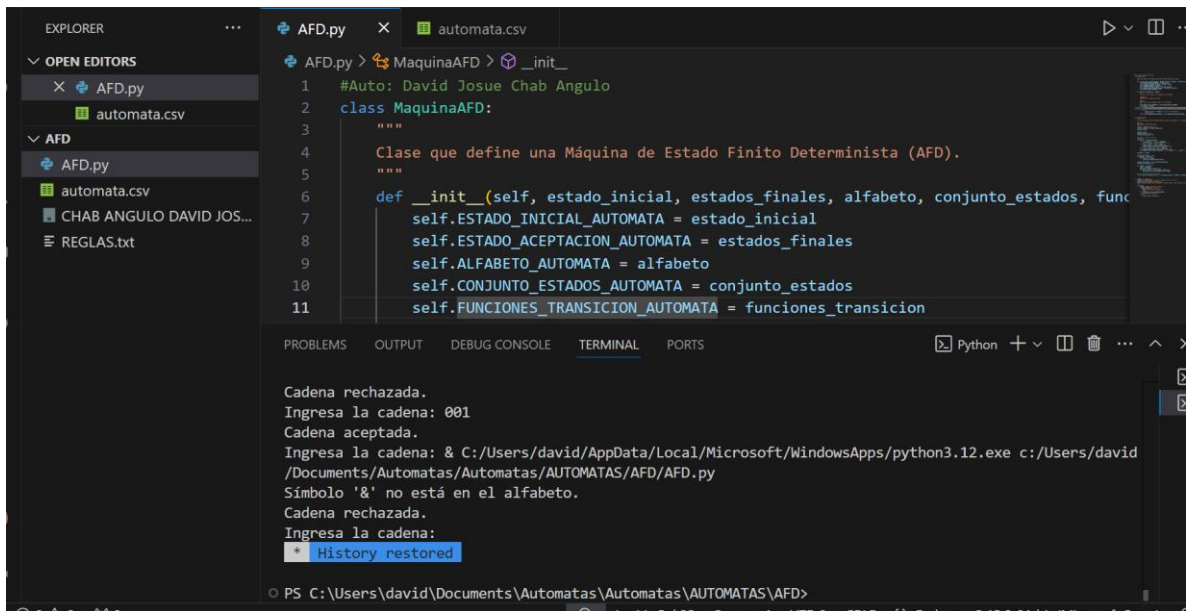 EXPLORER ...
OPEN EDITORS
AFD.py
automata.csv
AFD
AFD.py
automata.csv
CHAB ANGULO DAVID JOS...
REGLAS.txt
AFD.py
automata.csv
AFD.py > MaquinaAFD > __init__
1 #Auto: David Josue Chab Angulo
2 class MaquinaAFD:
3 """
4 Clase que define una Máquina de Estado Finito Determinista (AFD).
5 """
6 def __init__(self, estado_inicial, estados_finales, alfabeto, conjunto_estados, func
7 self.ESTADO_INICIAL_AUTOMATA = estado_inicial
8 self.ESTADO_ACEPTACION_AUTOMATA = estados_finales
9 self.ALFABETO_AUTOMATA = alfabeto
10 self.CONJUNTO_ESTADOS_AUTOMATA = conjunto_estados
11 self.FUNCIONES_TRANSICION_AUTOMATA = funciones_transicion
PROBLEMS OUTPUT DEBUG CONSOLE TERMINAL PORTS Python
Cadena rechazada.
Ingresa la cadena: 001
Cadena aceptada.
Ingresa la cadena: & C:/Users/david/AppData/Local/Microsoft/WindowsApps/python3.12.exe c:/Users/david
/Documents/Automatas/Automatas/AUTOMATAS/AFD/AFD.py
Símbolo '&' no está en el alfabeto.
Cadena rechazada.
Ingresa la cadena:
* History restored
PS C:\Users\david\Documents\Automatas\Automatas\AUTOMATAS\AFD>